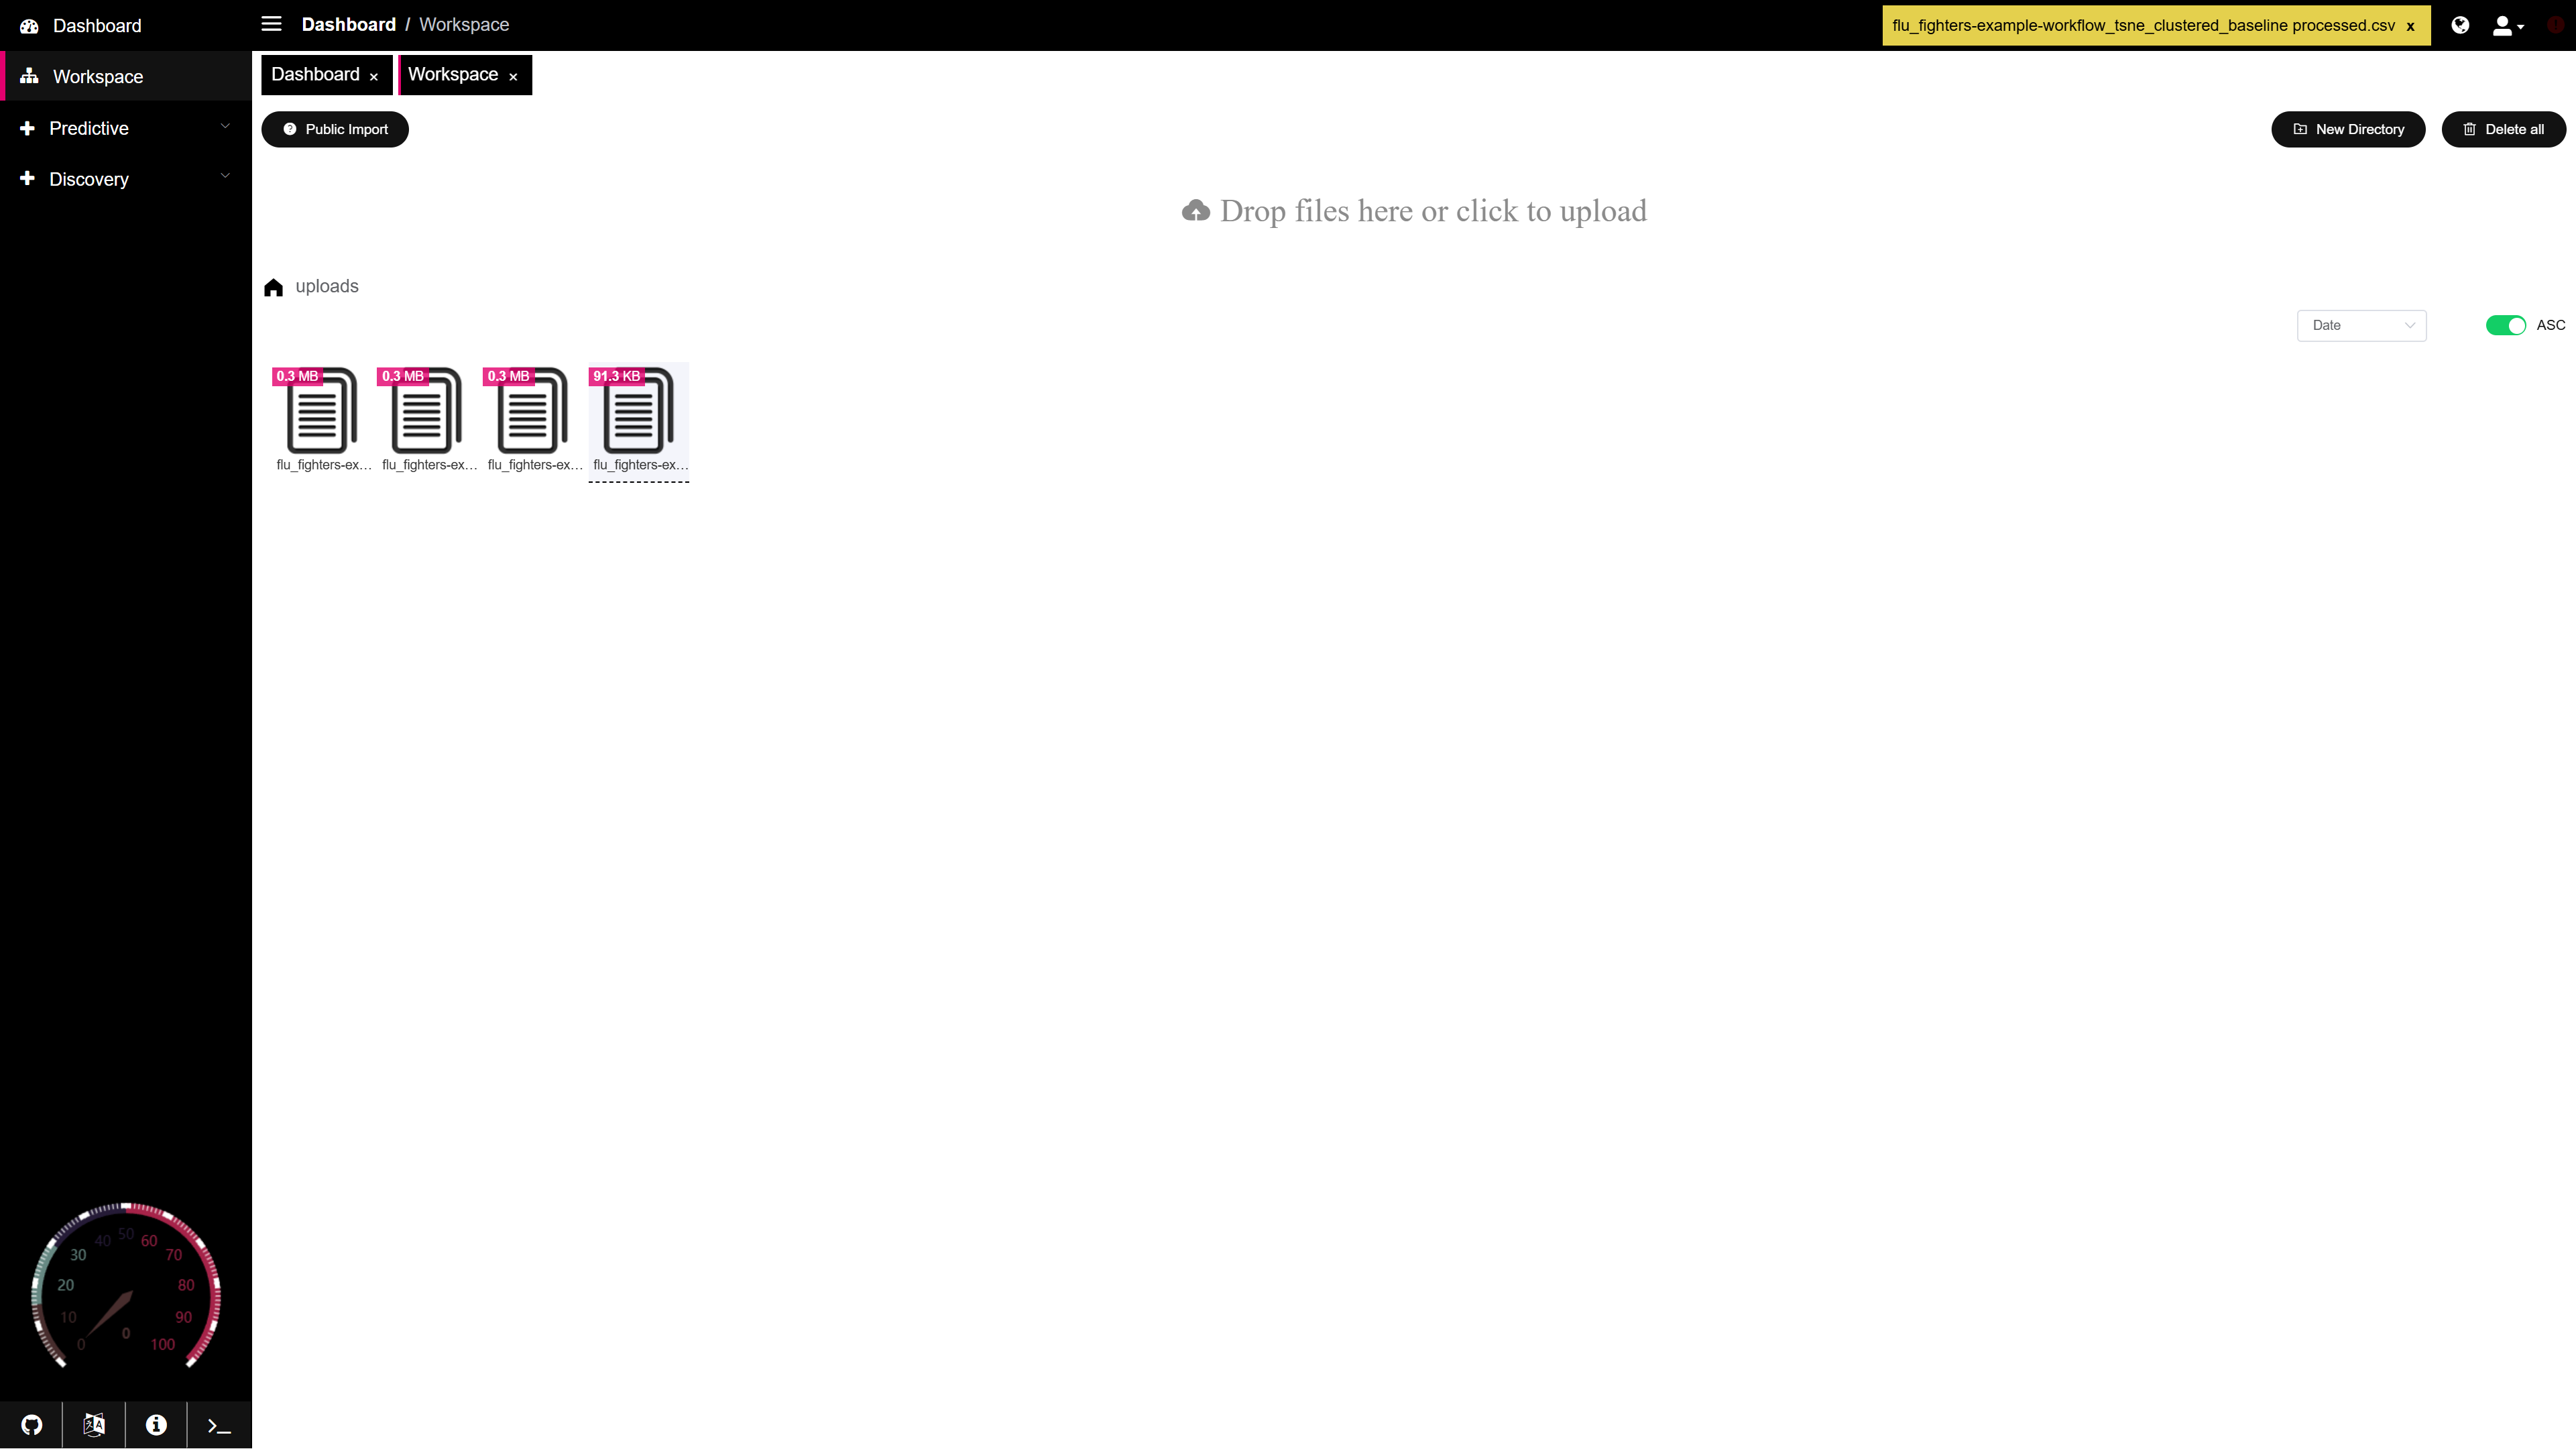 Dashboard
Dashboard / Workspace
flu_fighters-example-workflow_tsne_clustered_baseline processed.csv x
Workspace
Dashboard ×
Workspace ×
Predictive
Public Import
New Directory
Delete all
Discovery
Drop files here or click to upload
uploads
Date
ASC
0.3 MB
0.3 MB
0.3 MB
91.3 KB
flu_fighters-ex...
flu_fighters-ex...
flu_fighters-ex...
flu_fighters-ex...
0
10
20
30
40
50
60
70
80
90
100
0